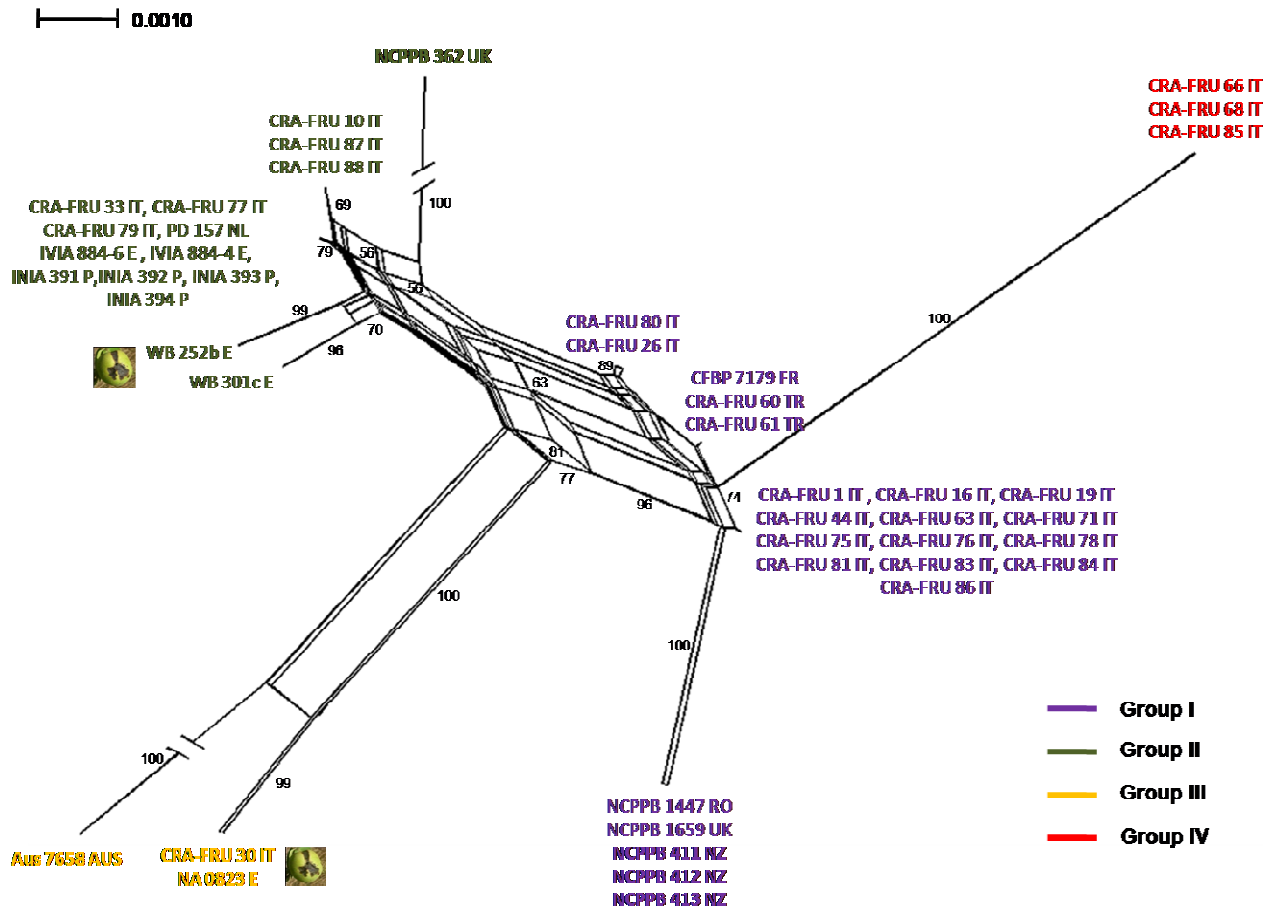 0.0010
NCPPB 362 UK
CRA-FRU 66 IT
CRA-FRU 68 IT
CRA-FRU 85 IT
CRA-FRU 10 IT
CRA-FRU 87 IT
CRA-FRU 88 IT
100
69
CRA-FRU 33 IT, CRA-FRU 77 IT
CRA-FRU 79 IT, PD 157 NL
IVIA 884-6 E , IVIA 884-4 E,
INIA 391 P,INIA 392 P, INIA 393 P,
INIA 394 P
79
56
56
99
70
96
WB 252b E
WB 301c E
CRA-FRU 80 IT
CRA-FRU 26 IT
89
100
63
CFBP 7179 FR
CRA-FRU 60 TR
CRA-FRU 61 TR
81
77
96
CRA-FRU 1 IT , CRA-FRU 16 IT, CRA-FRU 19 IT
CRA-FRU 44 IT, CRA-FRU 63 IT, CRA-FRU 71 IT
CRA-FRU 75 IT, CRA-FRU 76 IT, CRA-FRU 78 IT
CRA-FRU 81 IT, CRA-FRU 83 IT, CRA-FRU 84 IT
CRA-FRU 86 IT
100
100
100
99
Aus 7658 AUS
CRA-FRU 30 IT
NA 0823 E
NCPPB 1447 RO
NCPPB 1659 UK
NCPPB 411 NZ
NCPPB 412 NZ
NCPPB 413 NZ
Group I
Group II
Group III
Group IV